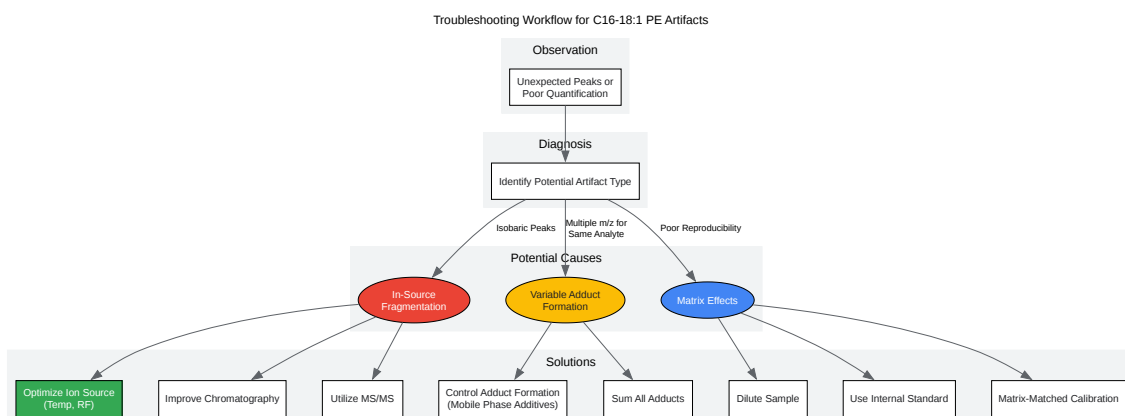 Troubleshooting Workflow for C16-18:1 PE Artifacts
Observation
Unexpected Peaks or
Poor Quantification
Diagnosis
Identify Potential Artifact Type
Isobaric Peaks
Multiple m/z for
Same Analyte
Poor Reproducibility
Potential Causes
In-Source
Fragmentation
Variable Adduct
Formation
Matrix Effects
Solutions
Optimize Ion Source
(Temp, RF)
Improve Chromatography
Utilize MS/MS
Control Adduct Formation
(Mobile Phase Additives)
Sum All Adducts
Dilute Sample
Use Internal Standard
Matrix-Matched Calibration